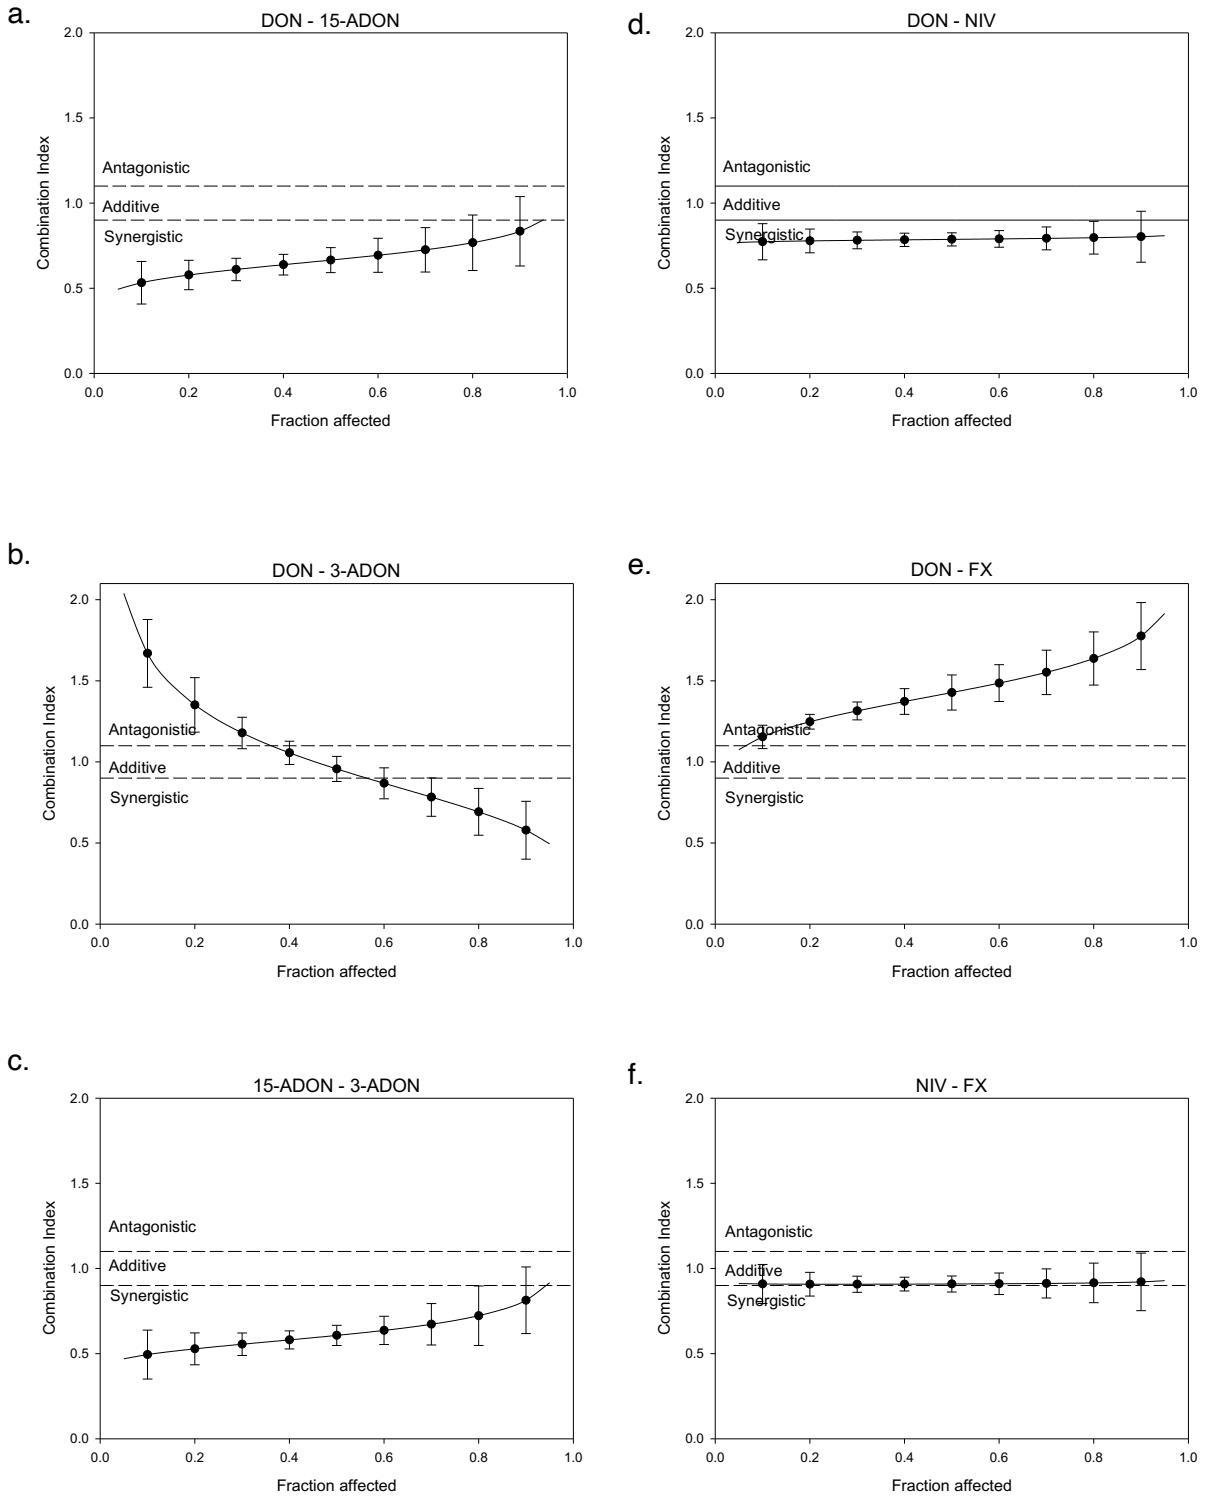 a.
DON - 15-ADON
2.0
1.5
1.0
0.5
0.0
Combination Index
Antagonistic
Additive
Synergistic
0.0 0.2 0.4 0.6 0.8 1.0
Fraction affected
d.
DON - NIV
2.0
1.5
1.0
0.5
0.0
Combination Index
Antagonistic
Additive
Synergistic
0.0 0.2 0.4 0.6 0.8 1.0
Fraction affected
b.
DON - 3-ADON
2.0
1.5
1.0
0.5
0.0
Combination Index
Antagonistic
Additive
Synergistic
0.0 0.2 0.4 0.6 0.8 1.0
Fraction affected
e.
DON - FX
2.0
1.5
1.0
0.5
0.0
Combination Index
Antagonistic
Additive
Synergistic
0.0 0.2 0.4 0.6 0.8 1.0
Fraction affected
c.
15-ADON - 3-ADON
2.0
1.5
1.0
0.5
0.0
Combination Index
Antagonistic
Additive
Synergistic
0.0 0.2 0.4 0.6 0.8 1.0
Fraction affected
f.
NIV - FX
2.0
1.5
1.0
0.5
0.0
Combination Index
Antagonistic
Additive
Synergistic
0.0 0.2 0.4 0.6 0.8 1.0
Fraction affected